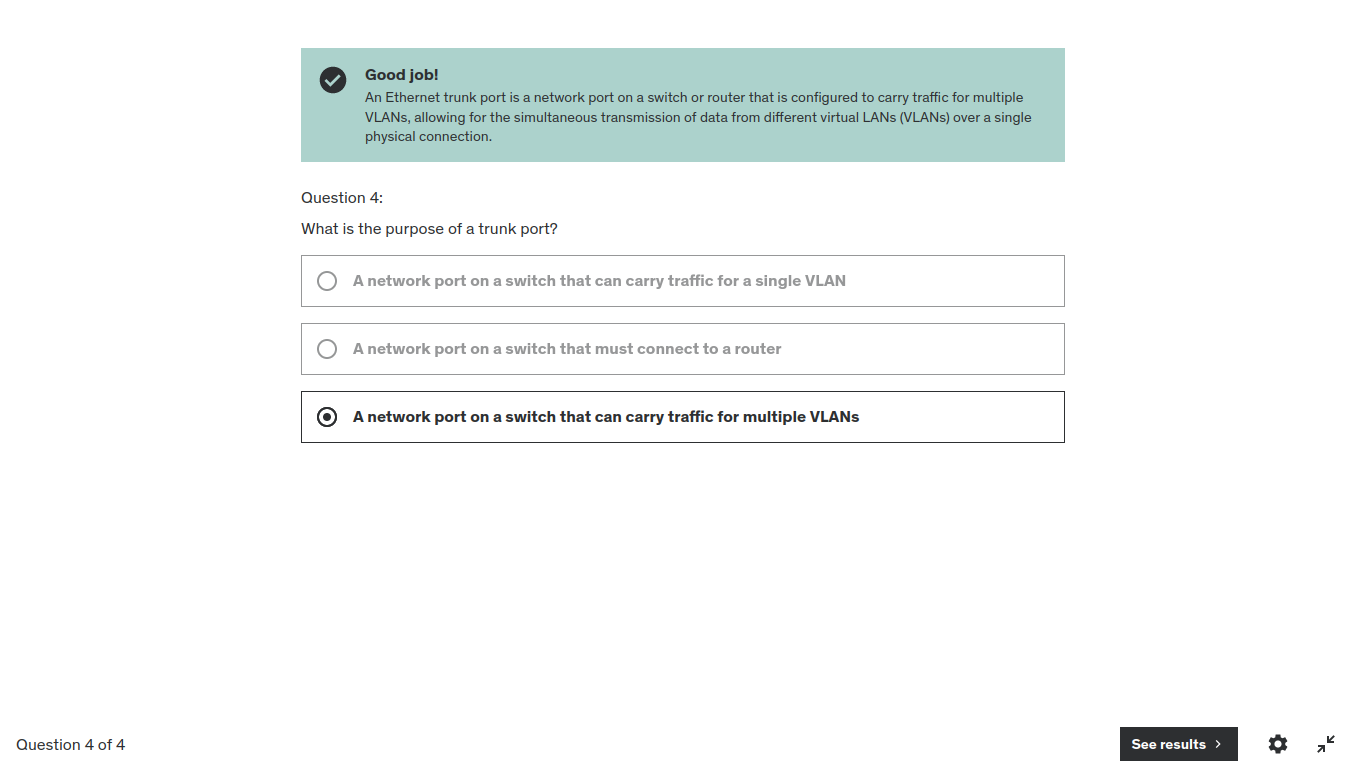 Good job!
An Ethernet trunk port is a network port on a switch or router that is configured to carry traffic for multiple
VLANs, allowing for the simultaneous transmission of data from different virtual LANs (VLANs) over a single
physical connection.
Question 4:
What is the purpose of a trunk port?
A network port on a switch that can carry traffic for a single VLAN
A network port on a switch that must connect to a router
A network port on a switch that can carry traffic for multiple VLANs
Question 4 of 4
See results